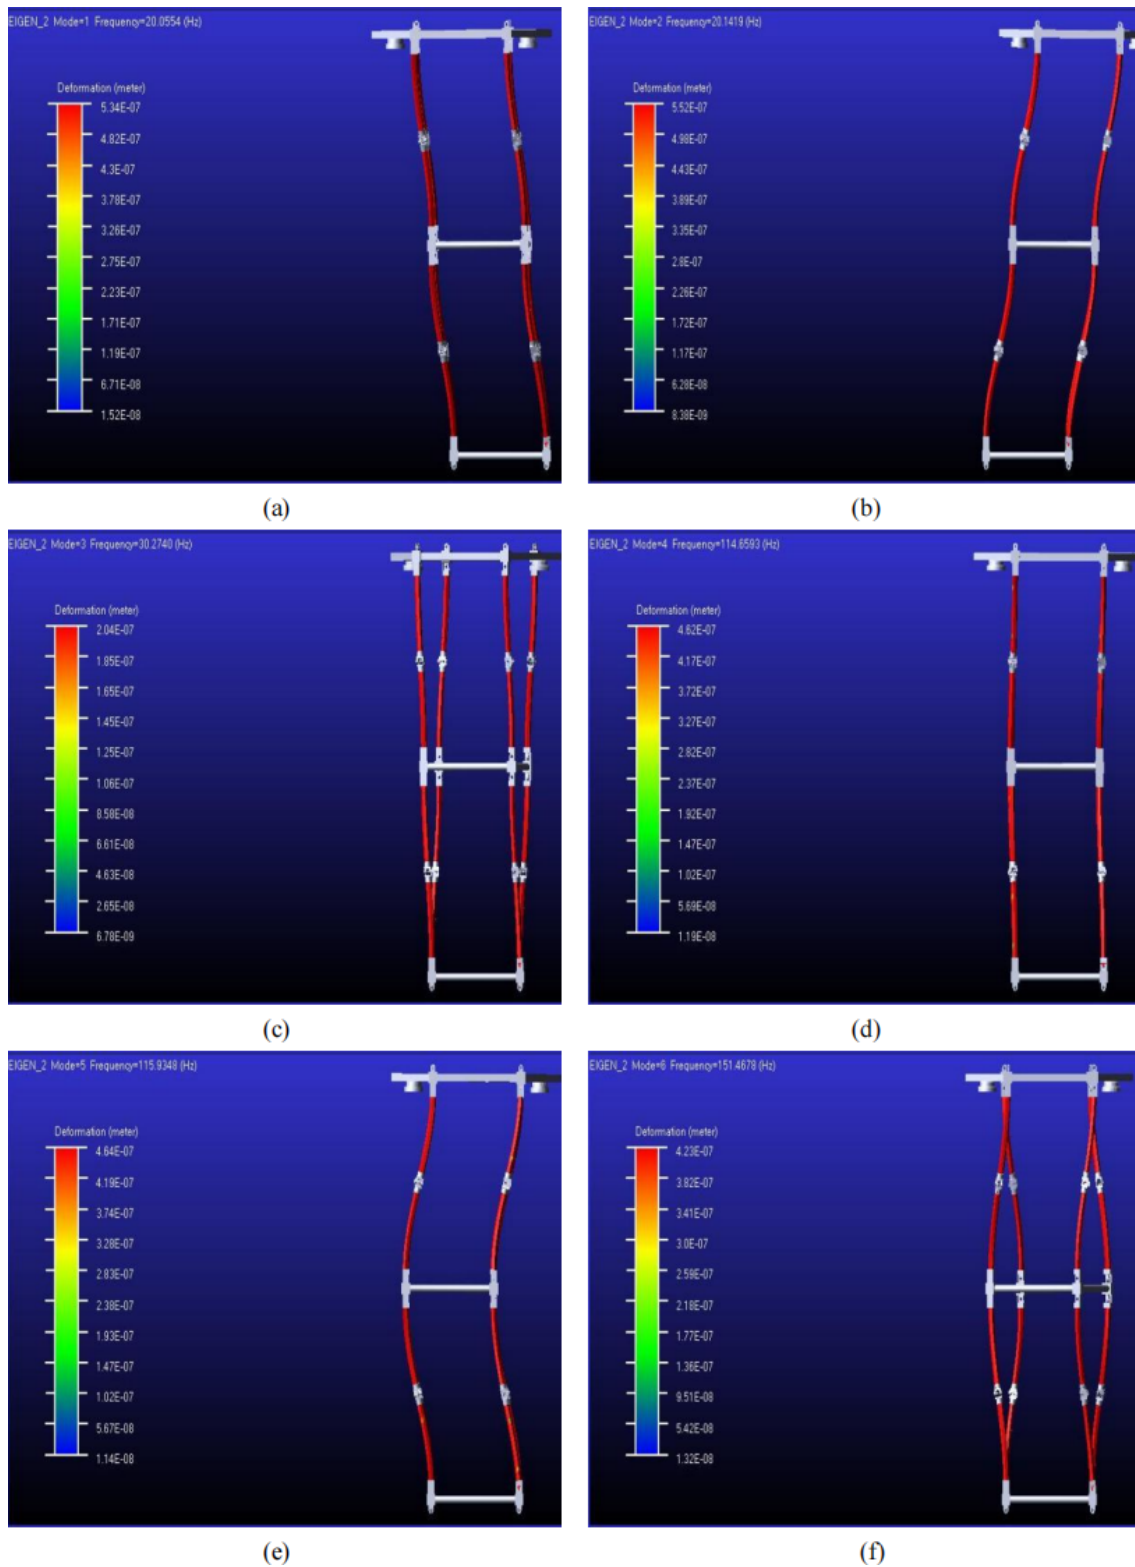 EIGEN_2 Mode=1 Frequency=20.0554 (Hz)
Deformation (meter)
5.34E-07
4.82E-07
4.3E-07
3.78E-07
3.26E-07
2.75E-07
2.23E-07
1.71E-07
1.19E-07
6.71E-08
1.52E-08
(a)
EIGEN_2 Mode=2 Frequency=20.1419 (Hz)
Deformation (meter)
5.52E-07
4.98E-07
4.43E-07
3.89E-07
3.35E-07
2.8E-07
2.26E-07
1.72E-07
1.17E-07
6.28E-08
8.38E-09
(b)
EIGEN_2 Mode=3 Frequency=30.2740 (Hz)
Deformation (meter)
2.04E-07
1.85E-07
1.65E-07
1.45E-07
1.25E-07
1.06E-07
8.58E-08
6.61E-08
4.63E-08
2.65E-08
6.78E-09
(c)
EIGEN_2 Mode=4 Frequency=114.6593 (Hz)
Deformation (meter)
4.62E-07
4.17E-07
3.72E-07
3.27E-07
2.82E-07
2.37E-07
1.92E-07
1.47E-07
1.02E-07
5.69E-08
1.19E-08
(d)
EIGEN_2 Mode=5 Frequency=115.9348 (Hz)
Deformation (meter)
4.64E-07
4.19E-07
3.74E-07
3.28E-07
2.83E-07
2.38E-07
1.93E-07
1.47E-07
1.02E-07
5.67E-08
1.14E-08
(e)
EIGEN_2 Mode=6 Frequency=151.4678 (Hz)
Deformation (meter)
4.23E-07
3.82E-07
3.41E-07
3.0E-07
2.59E-07
2.18E-07
1.77E-07
1.36E-07
9.51E-08
5.42E-08
1.32E-08
(f)